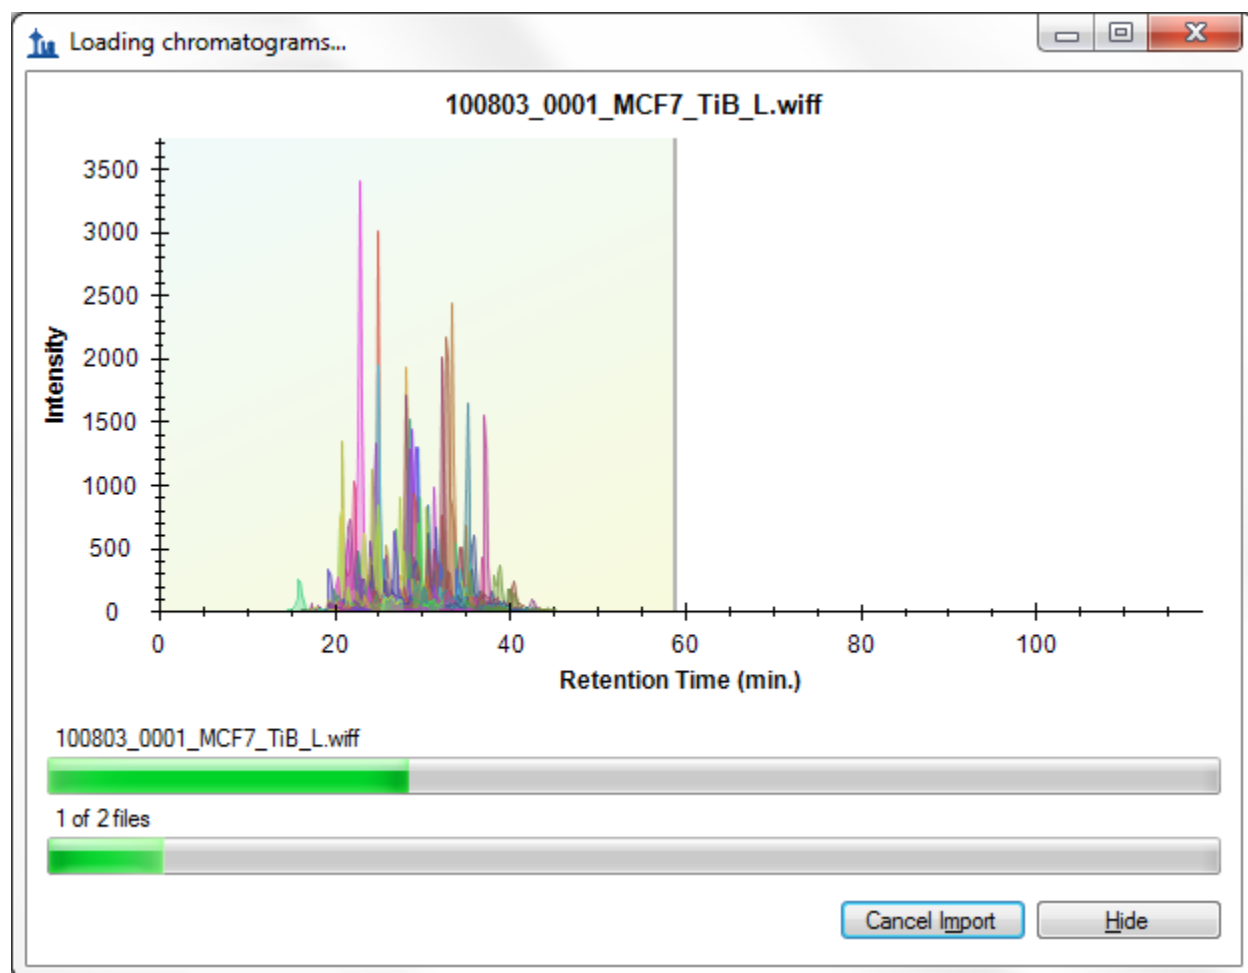 Loading chromatograms...
100803_0001_MCF7_TiB_L.wiff
3500
3000
2500
2000
1500
1000
500
0
Intensity
0 20 40 60 80 100
Retention Time (min.)
100803_0001_MCF7_TiB_L.wiff
1 of 2 files
Cancel Import Hide